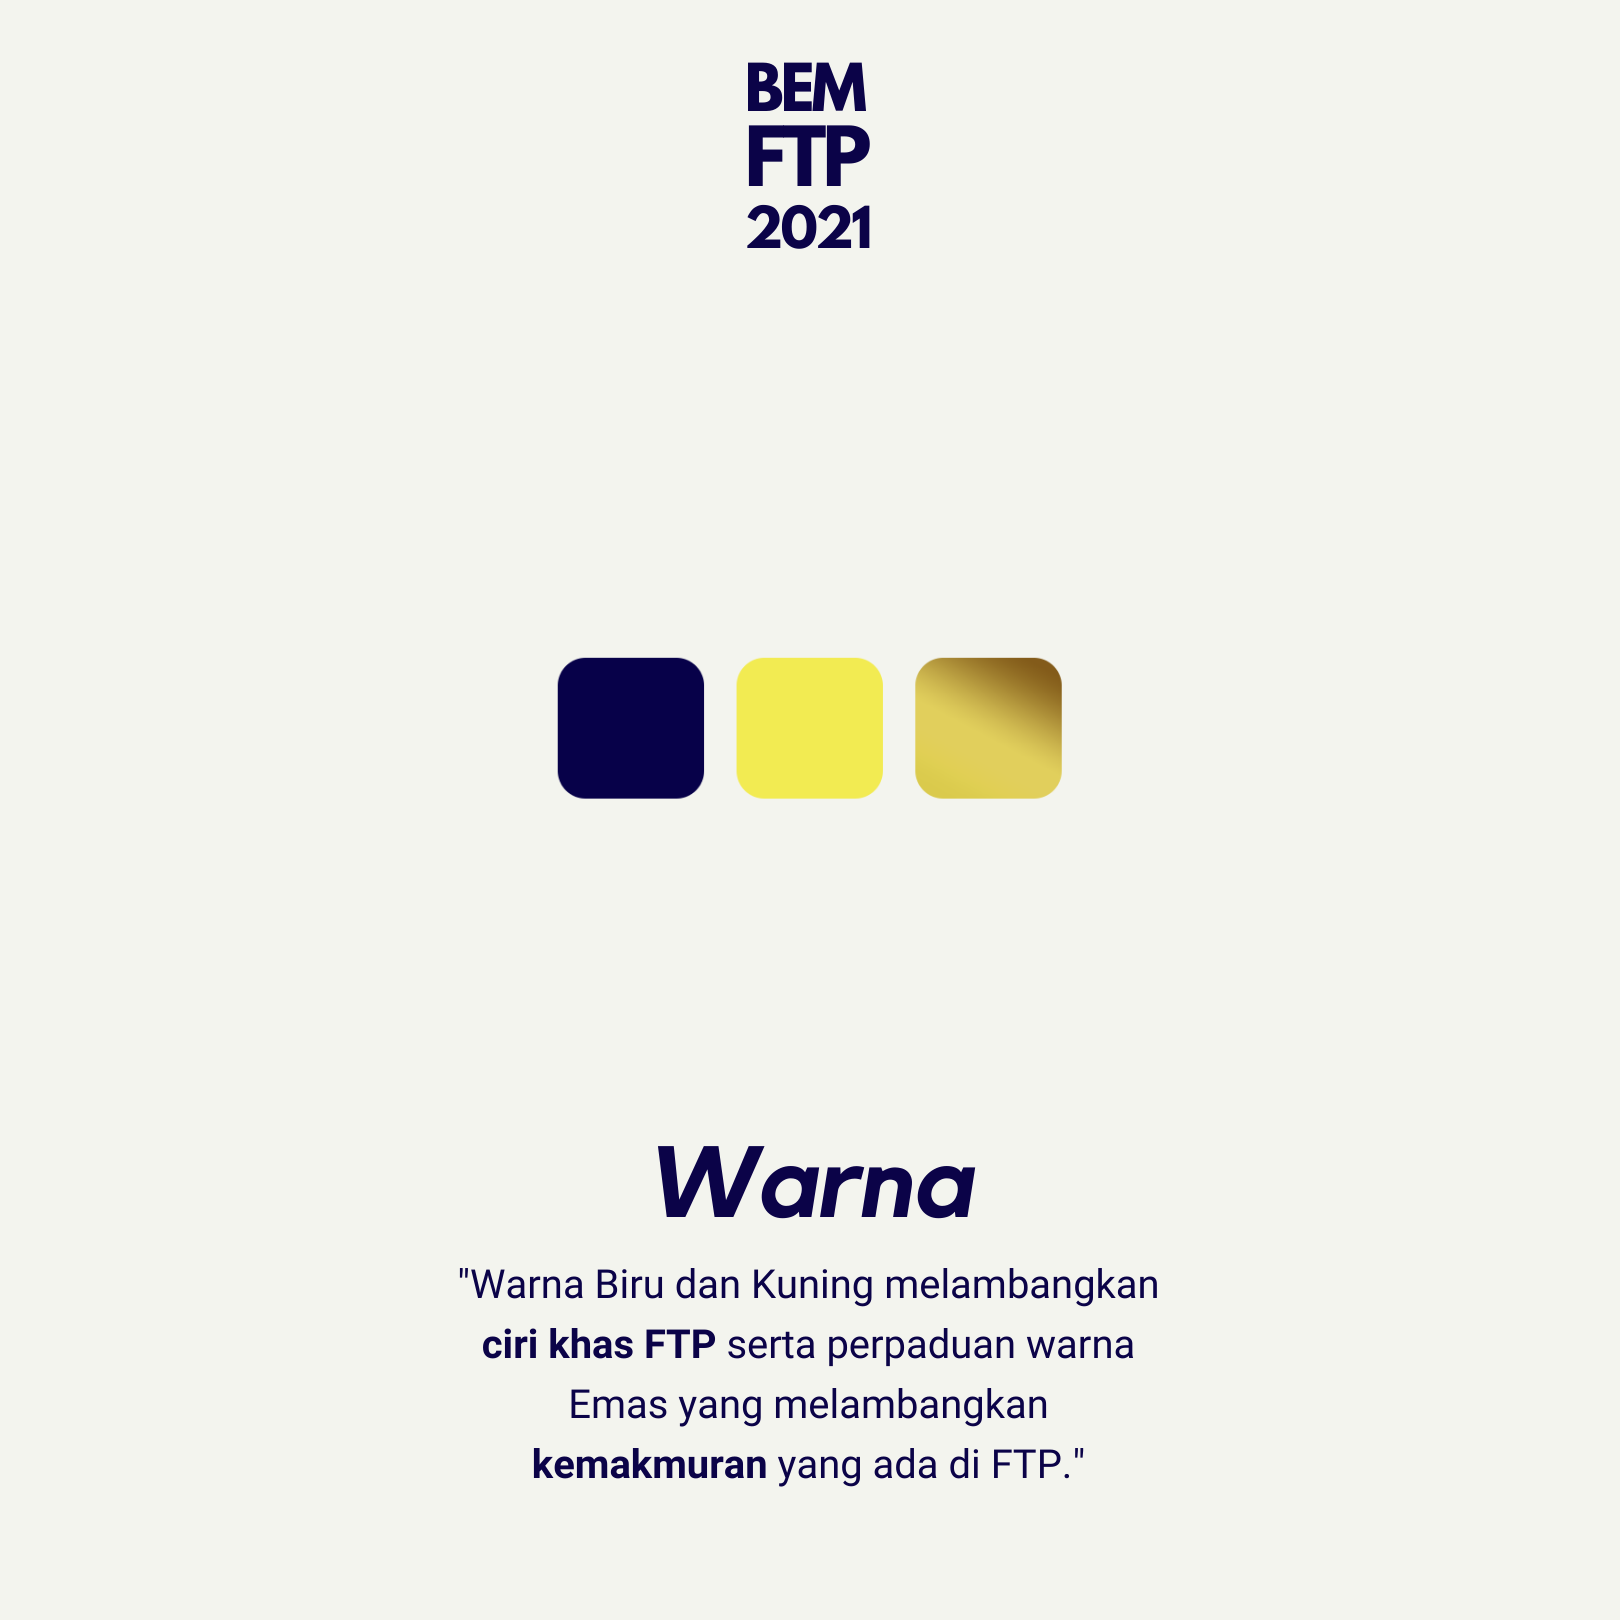 BEM
FTP
2021
Warna
"Warna Biru dan Kuning melambangkan
ciri khas FTP serta perpaduan warna
Emas yang melambangkan
kemakmuran yang ada di FTP."